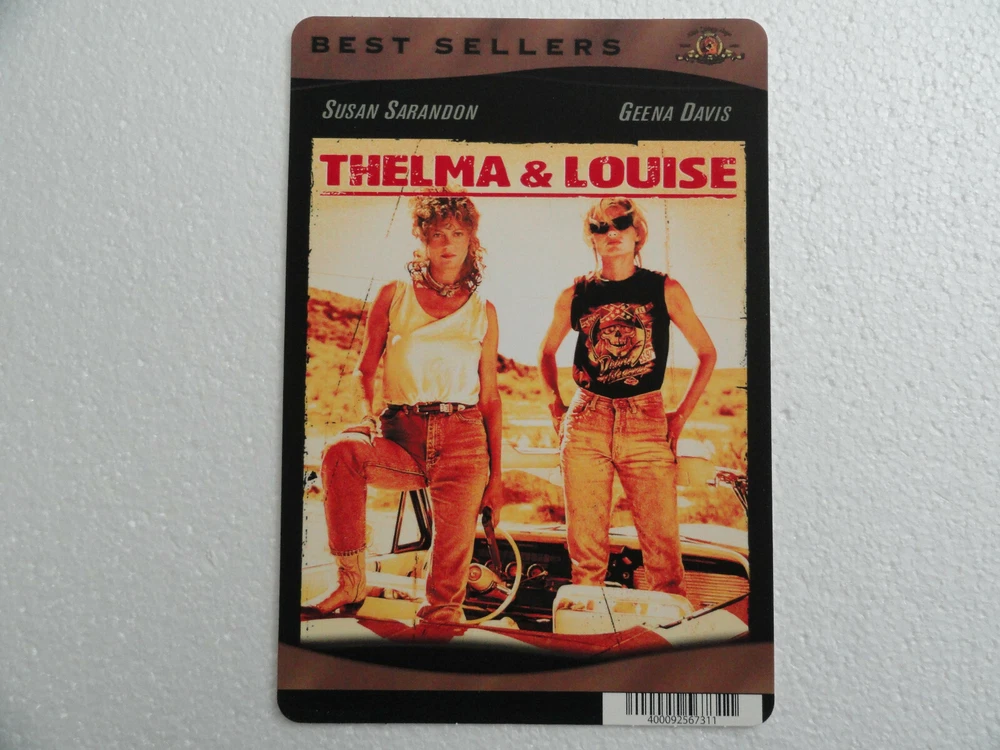 BEST SELLERS
SUSAN SARANDON GEENA DAVIS
THELMA & LOUISE
400092567311